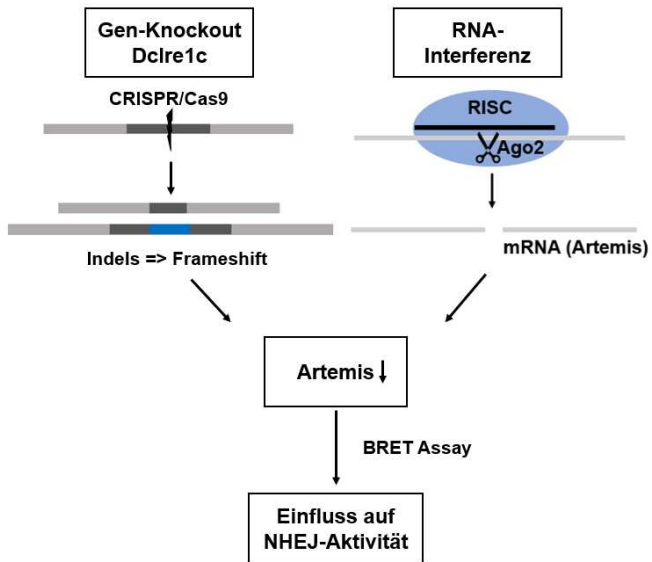 Gen-Knockout
Dclre1c
CRISPR/Cas9
Indels => Frameshift
RNA-
Interferenz
RISC
Ago2
mRNA (Artemis)
Artemis ↓
BRET Assay
Einfluss auf
NHEJ-Aktivität